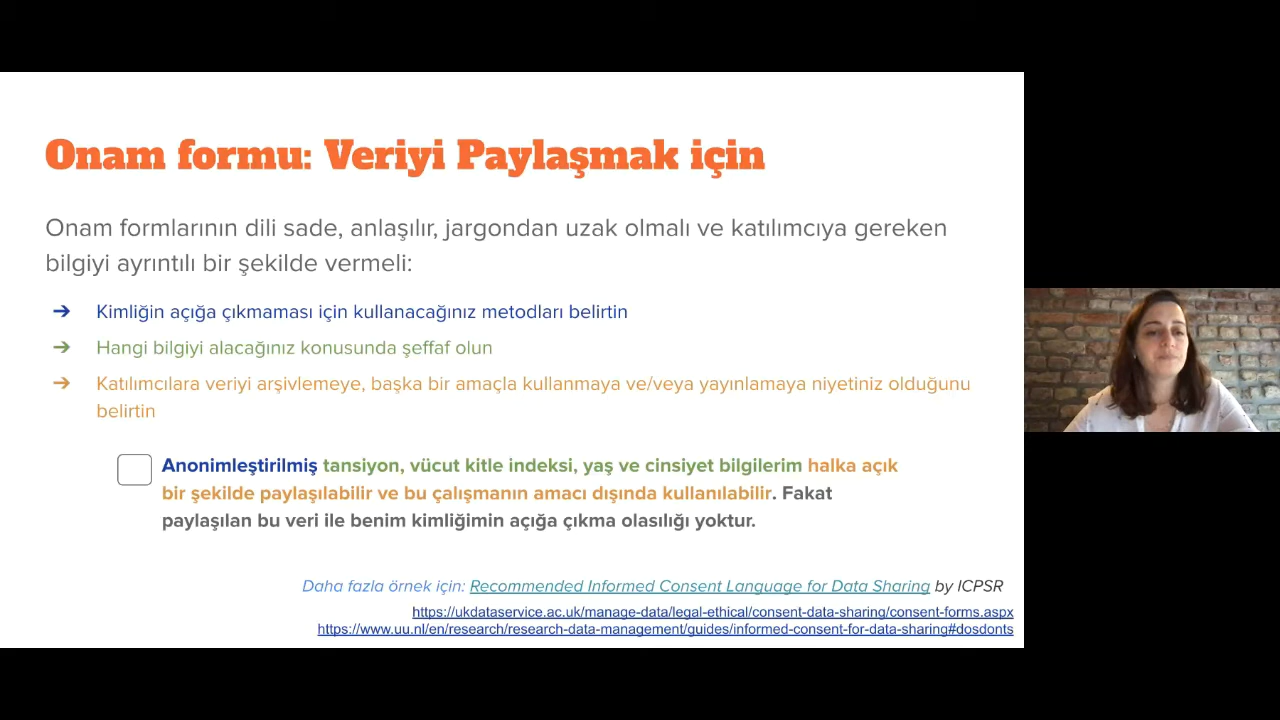 Onam formu: Veriyi Paylaşmak için
Onam formlarının dili sade, anlaşılır, jargondan uzak olmalı ve katılımcıya gereken
bilgiyi ayrıntılı bir şekilde vermeli:
➔ Kimliğin açığa çıkmaması için kullanacağınız metodları belirtin
➔ Hangi bilgiyi alacağınız konusunda şeffaf olun
➔ Katılımcılara veriyi arşivlemeye, başka bir amaçla kullanmaya ve/veya yayınlamaya niyetiniz olduğunu
belirtin
Anonimleştirilmiş tansiyon, vücut kitle indeksi, yaş ve cinsiyet bilgilerim halka açık
bir şekilde paylaşılabilir ve bu çalışmanın amacı dışında kullanılabilir. Fakat
paylaşılan bu veri ile benim kimliğimin açığa çıkma olasılığı yoktur.
Daha fazla örnek için: Recommended Informed Consent Language for Data Sharing by ICPSR
https://ukdataservice.ac.uk/manage-data/legal-ethical/consent-data-sharing/consent-forms.aspx
https://www.uu.nl/en/research/research-data-management/guides/informed-consent-for-data-sharing#dosdonts